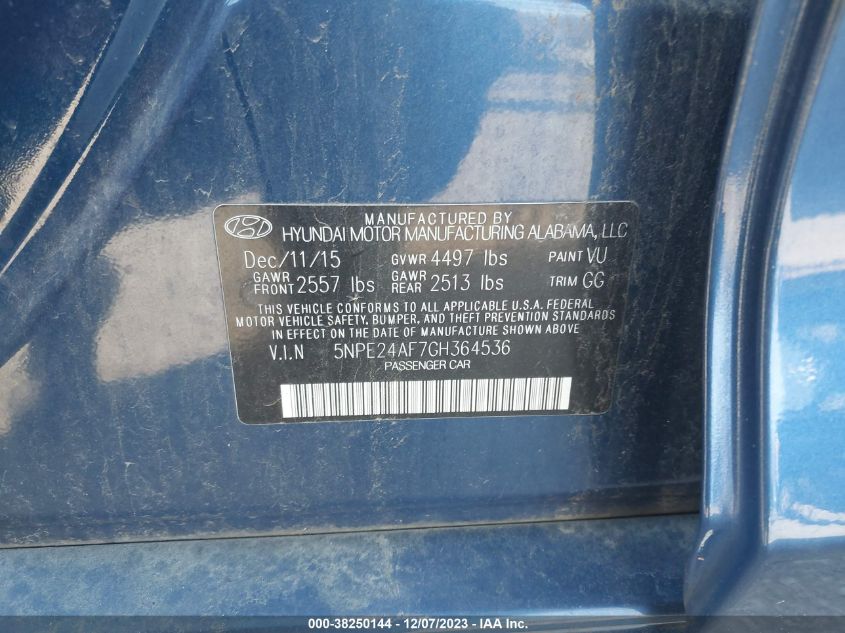 MANUFACTURED BY
HYUNDAI MOTOR MANUFACTURING ALABAMA, LLC
Dec/11/15 GVWR 4497 lbs PAINT VU
GAWR FRONT 2557 lbs GAWR REAR 2513 lbs TRIM GG
THIS VEHICLE CONFORMS TO ALL APPLICABLE U.S.A. FEDERAL
MOTOR VEHICLE SAFETY, BUMPER, AND THEFT PREVENTION STANDARDS
IN EFFECT ON THE DATE OF MANUFACTURE SHOWN ABOVE
V.I.N 5NPE24AF7GH364536
PASSENGER CAR
000-38250144 - 12/07/2023 - IAA Inc.